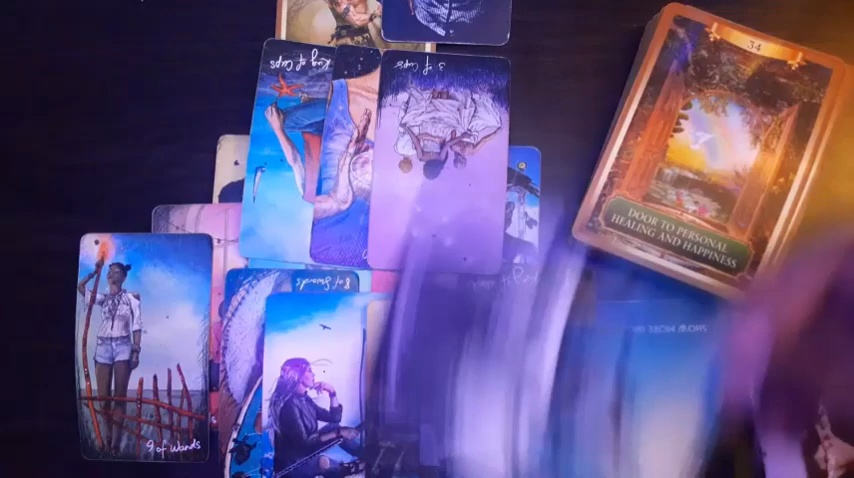 34
King of Cups
3 of Cups
DOOR TO PERSONAL
HEALING AND HAPPINESS
8 of Swords
9 of Wands